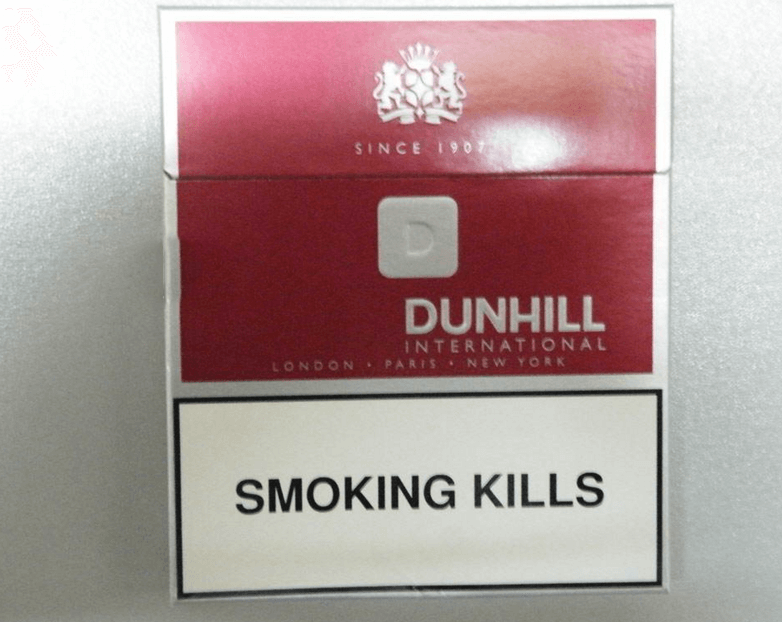 SINCE 1907
D
DUNHILL
INTERNATIONAL
LONDON • PARIS • NEW YORK
SMOKING KILLS